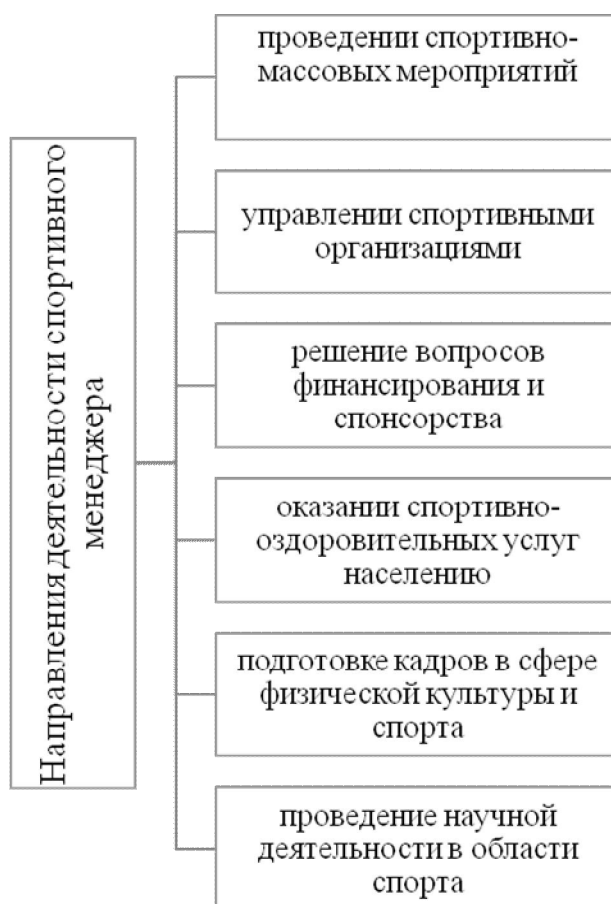 Направления деятельности спортивного
менеджера
проведении спортивно-
массовых мероприятий
управлении спортивными
организациями
решение вопросов
финансирования и
спонсорства
оказании спортивно-
оздоровительных услуг
населению
подготовке кадров в сфере
физической культуры и
спорта
проведение научной
деятельности в области
спорта